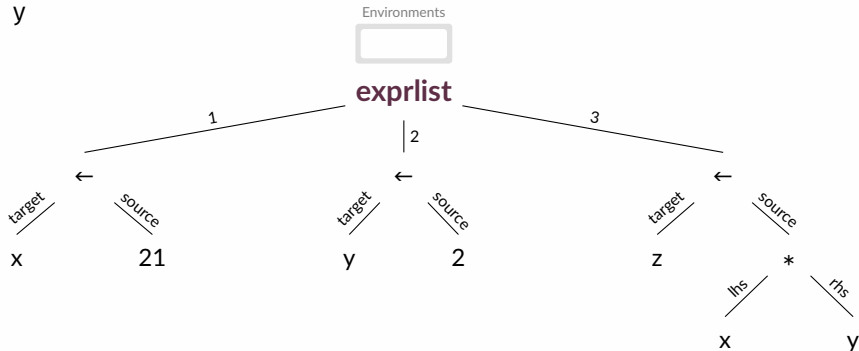 y
Environments
exprlist
1 2 3
← ← ←
target source target source target source
x 21 y 2 z *
lhs rhs
x y